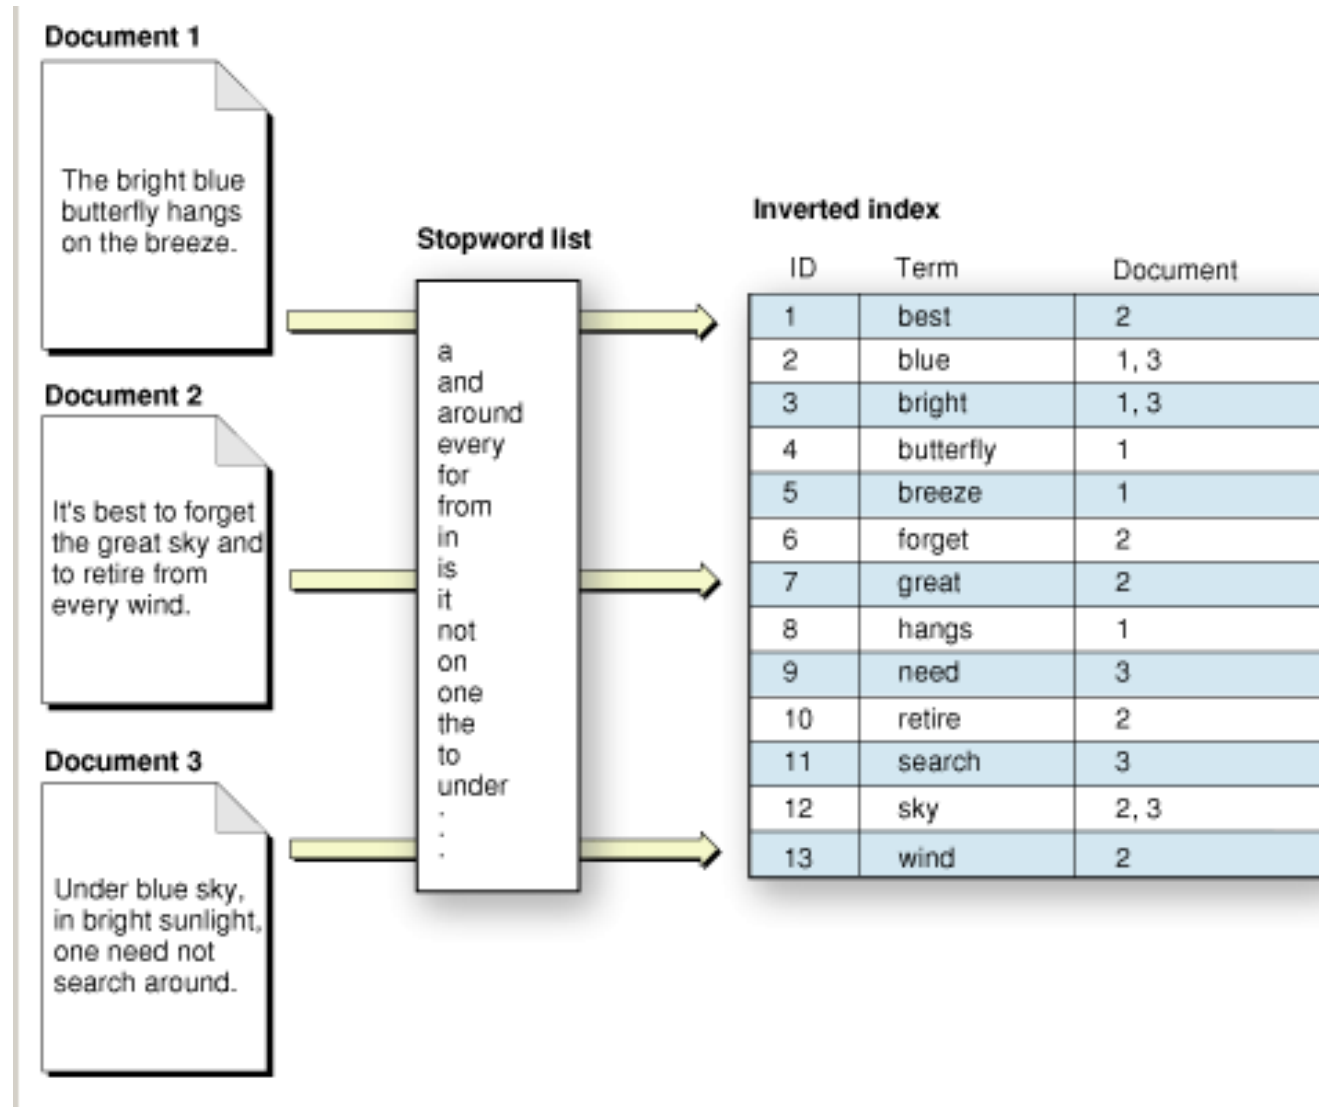 Document 1
The bright blue
butterfly hangs
on the breeze.
Document 2
It's best to forget
the great sky and
to retire from
every wind.
Document 3
Under blue sky,
in bright sunlight,
one need not
search around.
Stopword list
a
and
around
every
for
from
in
is
it
not
on
one
the
to
under
:
.
Inverted index
ID Term Document
1 best 2
2 blue 1, 3
3 bright 1, 3
4 butterfly 1
5 breeze 1
6 forget 2
7 great 2
8 hangs 1
9 need 3
10 retire 2
11 search 3
12 sky 2, 3
13 wind 2